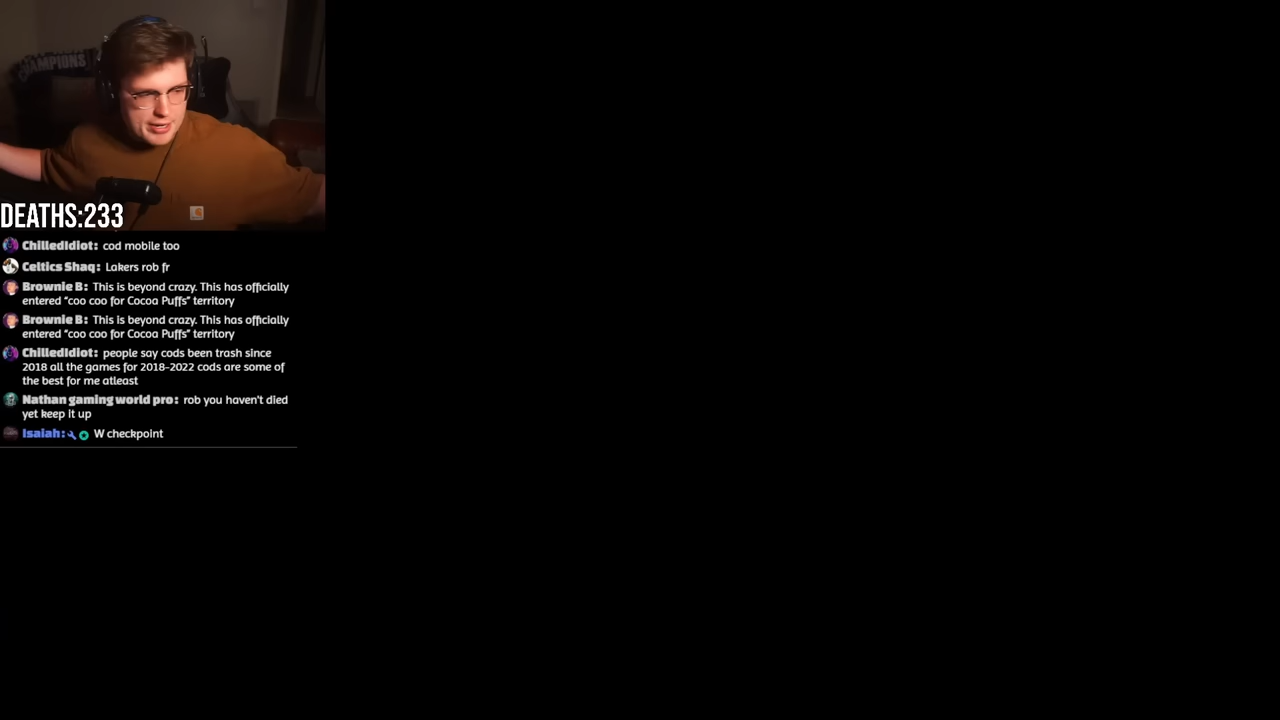 CHAMPIONS
DEATHS:233
ChilledIdiot: cod mobile too
Celtics Shaq: Lakers rob fr
Brownie B: This is beyond crazy. This has officially
entered “coo coo for Cocoa Puffs” territory
Brownie B: This is beyond crazy. This has officially
entered “coo coo for Cocoa Puffs” territory
ChilledIdiot: people say cods been trash since
2018 all the games for 2018-2022 cods are some of
the best for me atleast
Nathan gaming world pro: rob you haven't died
yet keep it up
Isaiah: W checkpoint